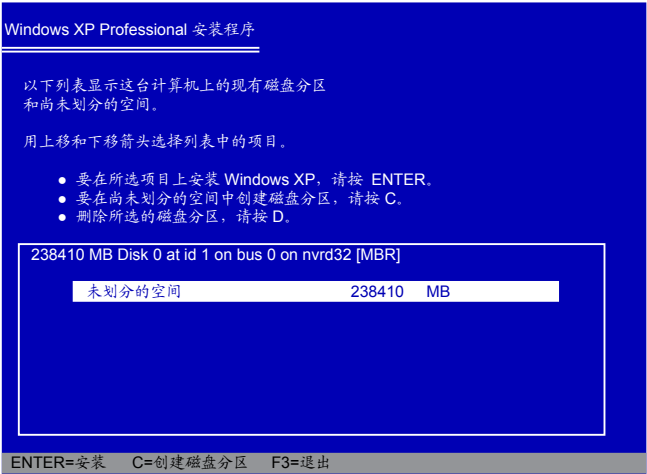 Windows XP Professional 安装程序
以下列表显示这台计算机上的现有磁盘分区
和尚未划分的空间。
用上移和下移箭头选择列表中的项目。
● 要在所选项目上安装 Windows XP，请按 ENTER。
● 要在尚未划分的空间中创建磁盘分区，请按 C。
● 删除所选的磁盘分区，请按 D。
238410 MB Disk 0 at id 1 on bus 0 on nvrd32 [MBR]
未划分的空间 238410 MB
ENTER=安装 C=创建磁盘分区 F3=退出